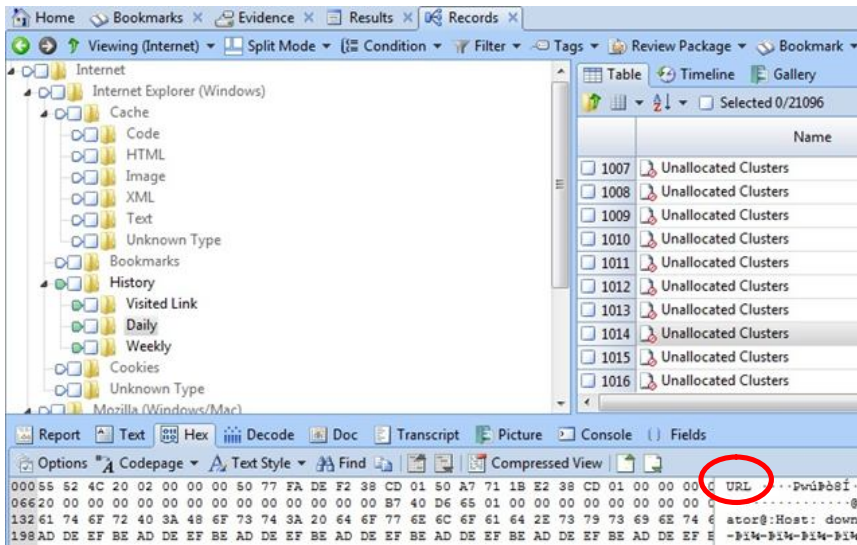 Home Bookmarks Evidence Results Records
Viewing (Internet) Split Mode Condition Filter Tags Review Package Bookmark
Internet
Internet Explorer (Windows)
Cache
Code
HTML
Image
XML
Text
Unknown Type
Bookmarks
History
Visited Link
Daily
Weekly
Cookies
Unknown Type
Mozilla (Windows/Mac)
Table Timeline Gallery
Selected 0/21096
Name
1007 Unallocated Clusters
1008 Unallocated Clusters
1009 Unallocated Clusters
1010 Unallocated Clusters
1011 Unallocated Clusters
1012 Unallocated Clusters
1013 Unallocated Clusters
1014 Unallocated Clusters
1015 Unallocated Clusters
1016 Unallocated Clusters
Report Text Hex Decode Doc Transcript Picture Console Fields
Options Codepage Text Style Find Compressed View
000 55 52 4C 20 02 00 00 00 50 77 FA DE F2 38 CD 01 50 A7 71 1B E2 38 CD 01 00 00 00 URL ····PwúÞò8Í·
066 20 00 00 00 00 00 00 00 00 00 00 00 00 00 00 00 00 00 B7 40 D6 65 01 00 00 00 00
132 61 74 6F 72 40 3A 48 6F 73 74 3A 20 64 6F 77 6E 6C 6F 61 64 2E 73 79 73 69 6E 74 ator@:Host: down
198 AD DE EF BE AD DE EF BE AD DE EF BE AD DE EF BE AD DE EF BE AD DE EF BE AD DE EF -Þï¾-Þï¾-Þï¾-Þï¾